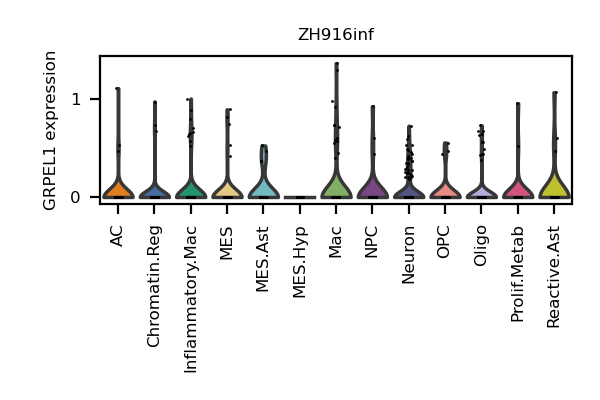 ZH916inf
GRPEL1 expression
1
0
AC
Chromatin.Reg
Inflammatory.Mac
MES
MES.Ast
MES.Hyp
Mac
NPC
Neuron
OPC
Oligo
Prolif.Metab
Reactive.Ast